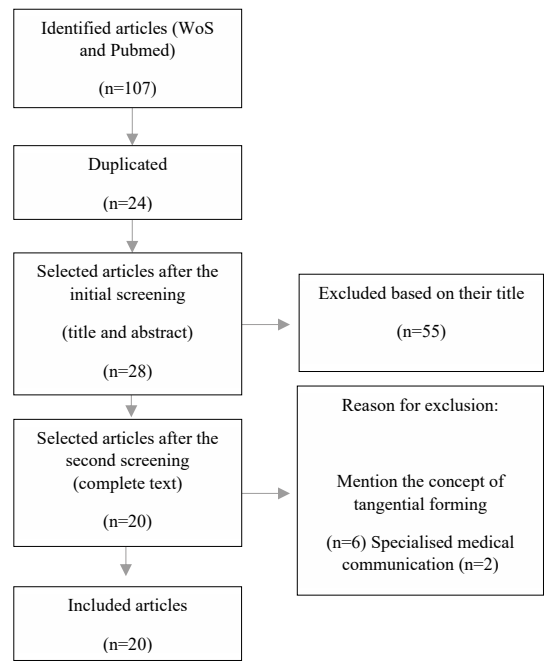 Identified articles (WoS
and Pubmed)
(n=107)
Duplicated
(n=24)
Selected articles after the
initial screening
(title and abstract)
(n=28)
Excluded based on their title
(n=55)
Selected articles after the
second screening
(complete text)
(n=20)
Reason for exclusion:
Mention the concept of
tangential forming
(n=6) Specialised medical
communication (n=2)
Included articles
(n=20)